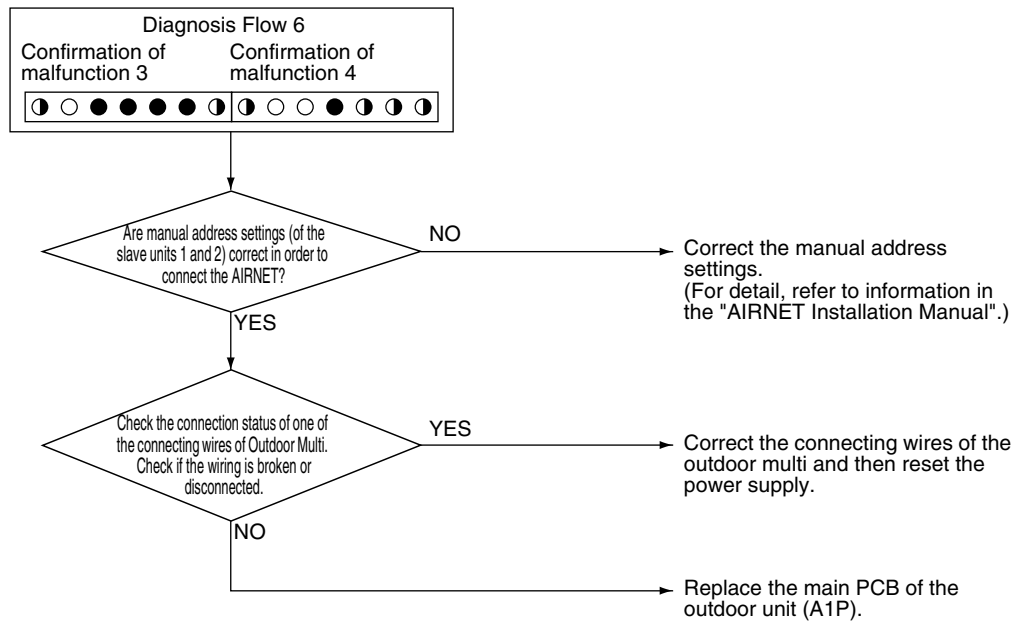 Diagnosis Flow 6
Confirmation of
malfunction 3
Confirmation of
malfunction 4
Are manual address settings (of the
slave units 1 and 2) correct in order to
connect the AIRNET?
NO
Correct the manual address
settings.
(For detail, refer to information in
the "AIRNET Installation Manual".)
YES
Check the connection status of one of
the connecting wires of Outdoor Multi.
Check if the wiring is broken or
disconnected.
YES
Correct the connecting wires of the
outdoor multi and then reset the
power supply.
NO
Replace the main PCB of the
outdoor unit (A1P).